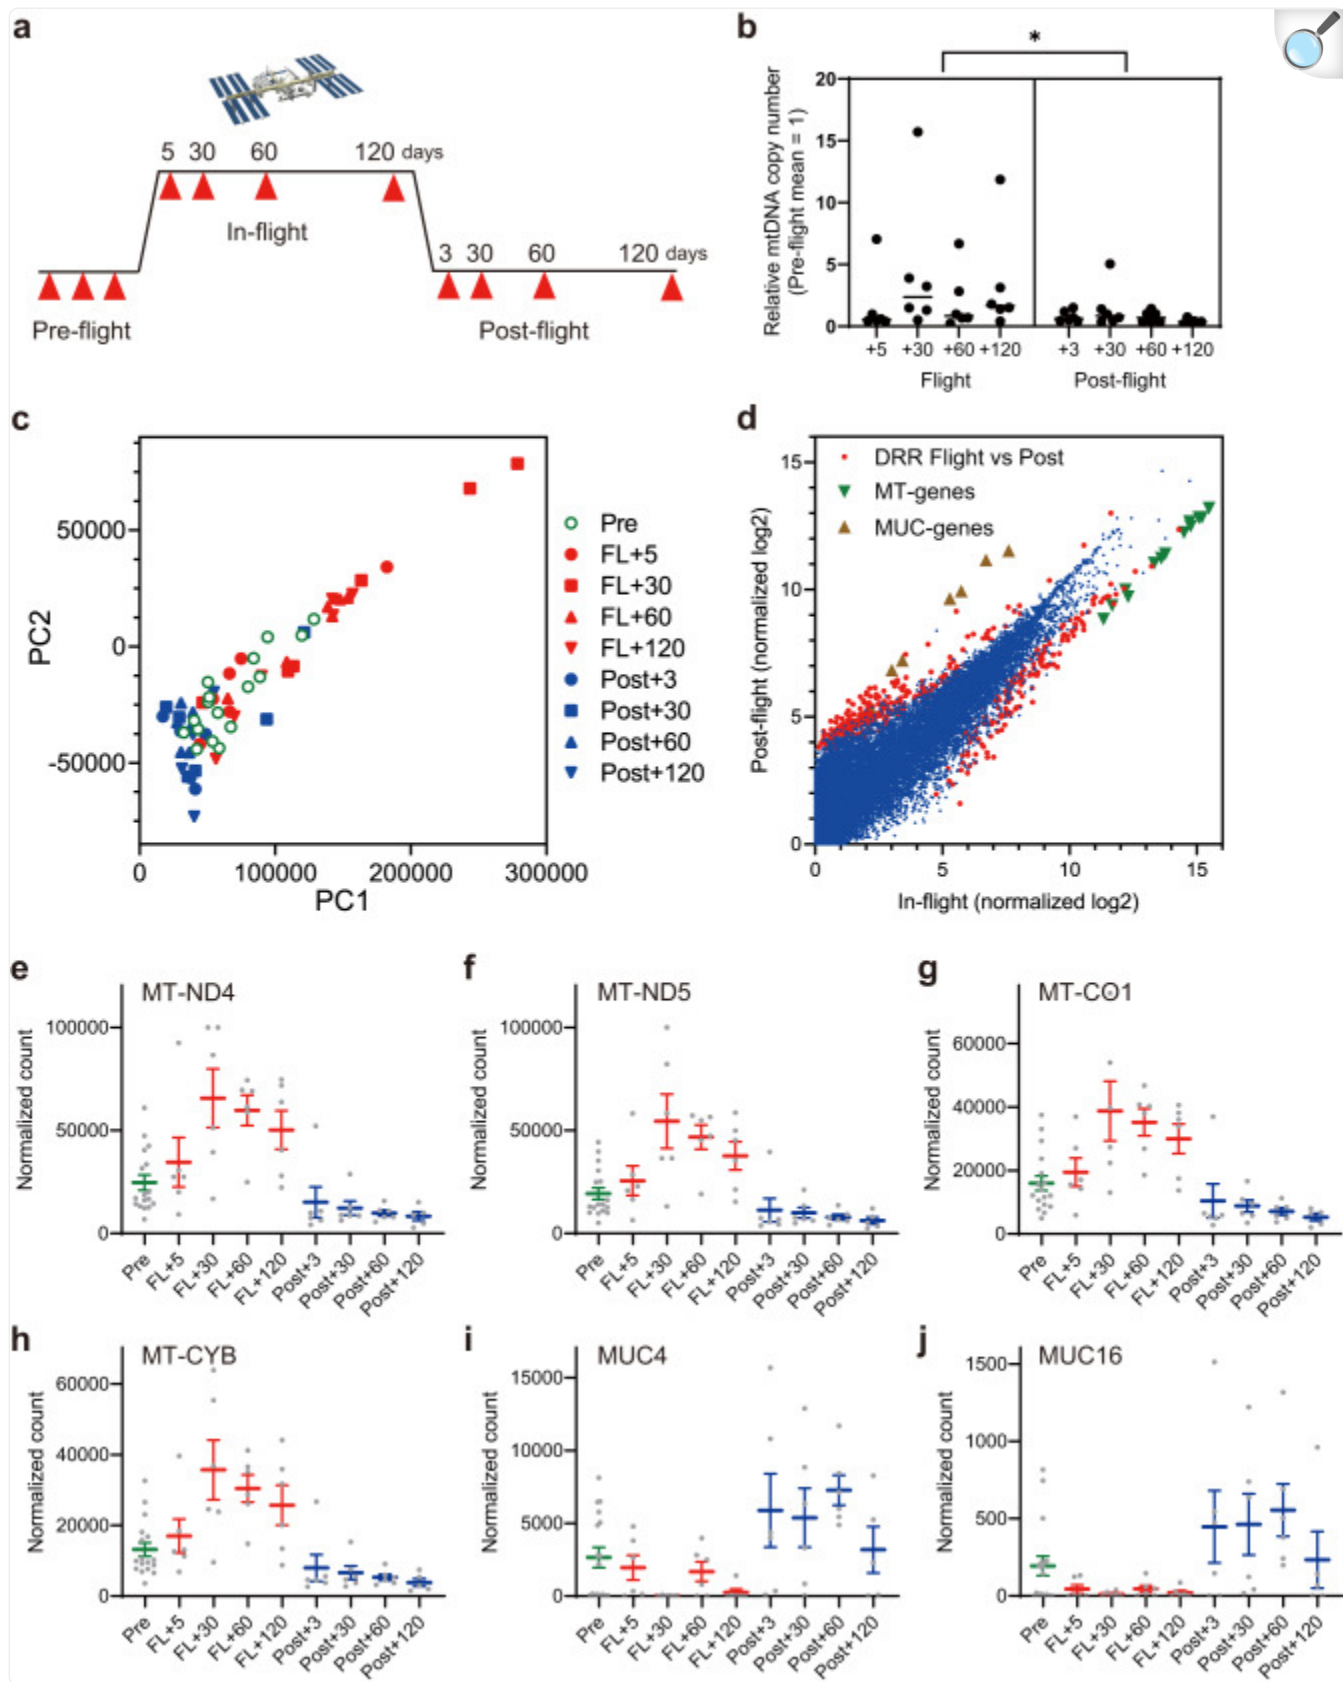 a
5 30 60 120 days
In-flight
3 30 60 120 days
Pre-flight
Post-flight
b
*
Relative mtDNA copy number
(Pre-flight mean = 1)
20
15
10
5
0
+5 +30 +60 +120 +3 +30 +60 +120
Flight Post-flight
c
PC2
50000
0
-50000
0 100000 200000 300000
PC1
Pre
FL+5
FL+30
FL+60
FL+120
Post+3
Post+30
Post+60
Post+120
d
Post-flight (normalized log2)
15
10
5
0
DRR Flight vs Post
MT-genes
MUC-genes
0 5 10 15
In-flight (normalized log2)
e
MT-ND4
Normalized count
100000
50000
0
Pre FL+5 FL+30 FL+60 FL+120 Post+3 Post+30 Post+60 Post+120
f
MT-ND5
Normalized count
100000
50000
0
Pre FL+5 FL+30 FL+60 FL+120 Post+3 Post+30 Post+60 Post+120
g
MT-CO1
Normalized count
60000
40000
20000
0
Pre FL+5 FL+30 FL+60 FL+120 Post+3 Post+30 Post+60 Post+120
h
MT-CYB
Normalized count
60000
40000
20000
0
Pre FL+5 FL+30 FL+60 FL+120 Post+3 Post+30 Post+60 Post+120
i
MUC4
Normalized count
15000
10000
5000
0
Pre FL+5 FL+30 FL+60 FL+120 Post+3 Post+30 Post+60 Post+120
j
MUC16
Normalized count
1500
1000
500
0
Pre FL+5 FL+30 FL+60 FL+120 Post+3 Post+30 Post+60 Post+120